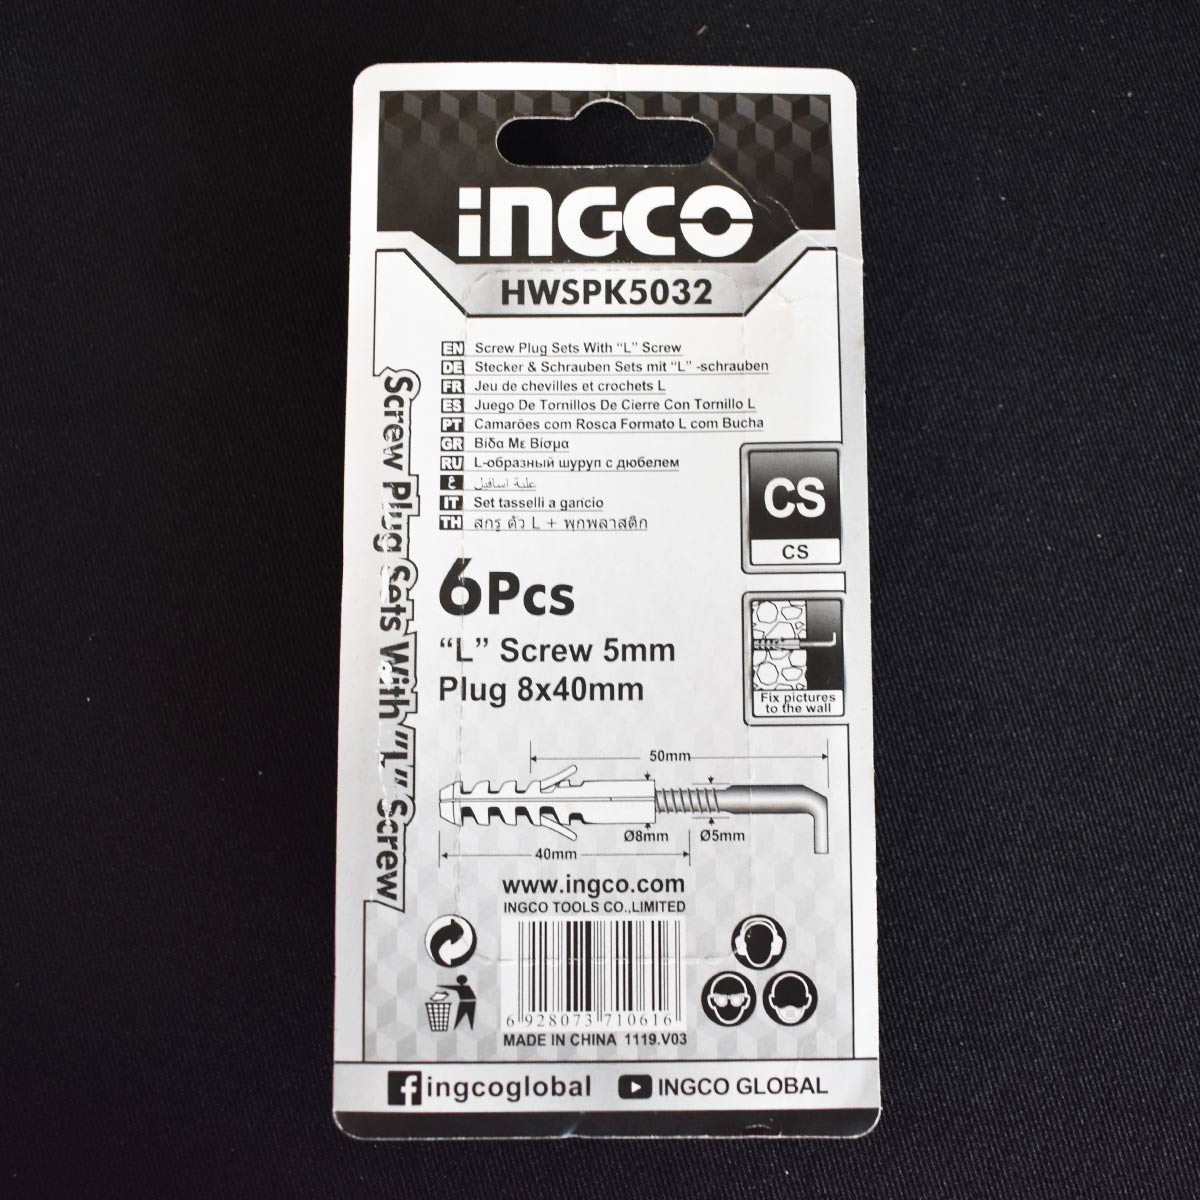 INGCO
HWSPK5032
EN Screw Plug Sets With “L” Screw
DE Stecker & Schrauben Sets mit “L” -schrauben
FR Jeu de chevilles et crochets L
ES Juego De Tornillos De Cierre Con Tornillo L
PT Camarões com Rosca Formato L com Bucha
GR Βίδα Με Βίσμα
RU L-образный шуруп с дюбелем
ع علبة اسافيل
IT Set tasselli a gancio
TH สกรู ตัว L + พุกพลาสติก
Screw Plug Sets With “L” Screw
CS
CS
6Pcs
“L” Screw 5mm
Plug 8x40mm
Fix pictures
to the wall
50mm
Ø8mm
Ø5mm
40mm
www.ingco.com
INGCO TOOLS CO.,LIMITED
6 928073 710616
MADE IN CHINA 1119.V03
ingcoglobal
INGCO GLOBAL